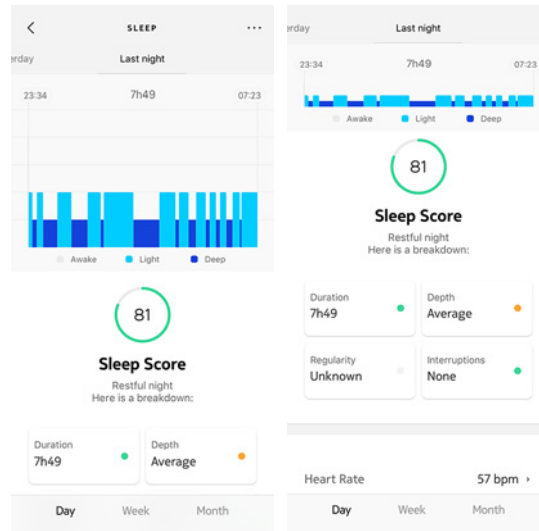 SLEEP
erday Last night
23:34 7h49 07:23
Awake Light Deep
81
Sleep Score
Restful night
Here is a breakdown:
Duration
7h49
Depth
Average
Day Week Month
erday Last night
23:34 7h49 07:23
Awake Light Deep
81
Sleep Score
Restful night
Here is a breakdown:
Duration
7h49
Depth
Average
Regularity
Unknown
Interruptions
None
Heart Rate 57 bpm
Day Week Month